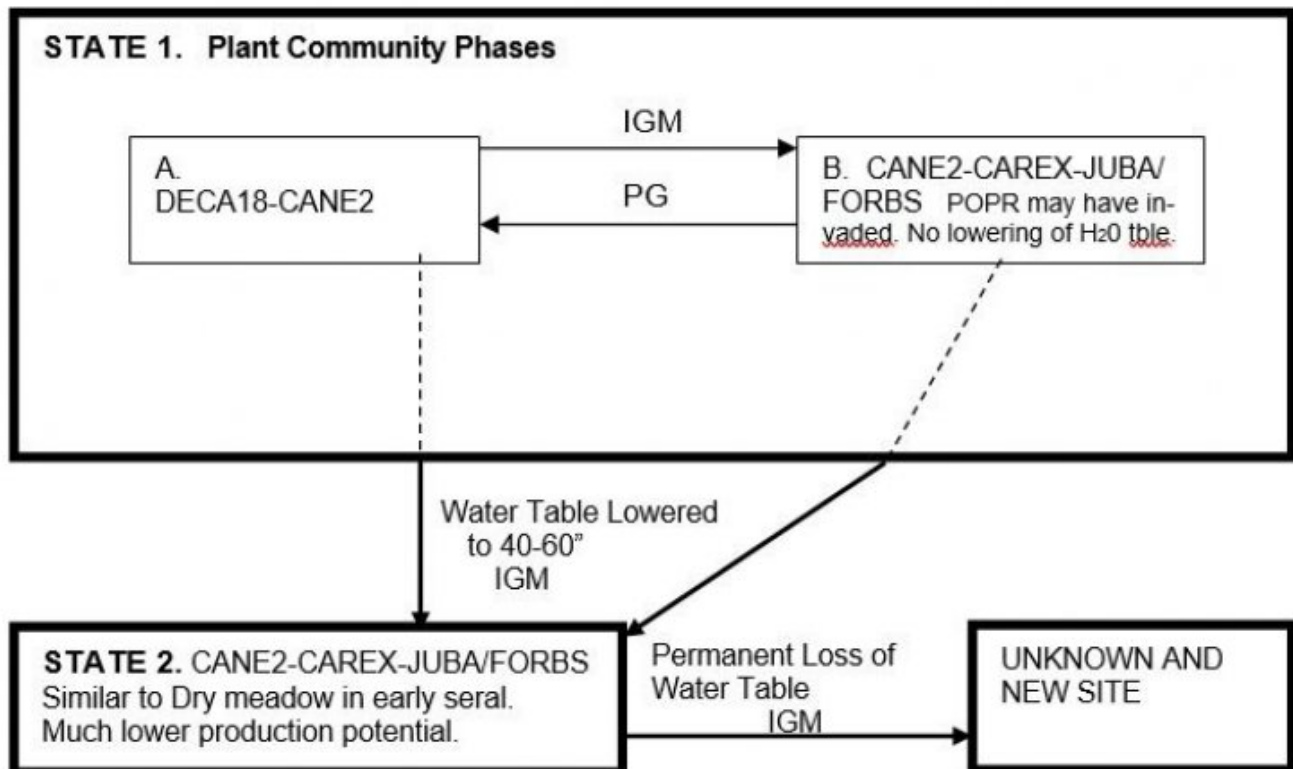 STATE 1. Plant Community Phases
IGM
A.
DECA18-CANE2
PG
B. CANE2-CAREX-JUBA/
FORBS POPR may have in-
vaded. No lowering of H20 tble.
Water Table Lowered
to 40-60”
IGM
STATE 2. CANE2-CAREX-JUBA/FORBS
Similar to Dry meadow in early seral.
Much lower production potential.
Permanent Loss of
Water Table
IGM
UNKNOWN AND
NEW SITE